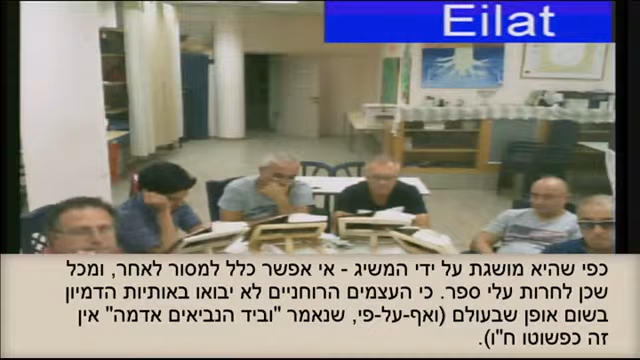 Eilat
כפי שהיא מושגת על ידי המשיג - אי אפשר כלל למסור לאחר, ומכל
שכן לחרות עלי ספר. כי העצמים הרוחניים לא יבואו באותיות הדמיון
בשום אופן שבעולם (ואף-על-פי, שנאמר "וביד הנביאים אדמה" אין
זה כפשוטו ח"ו).